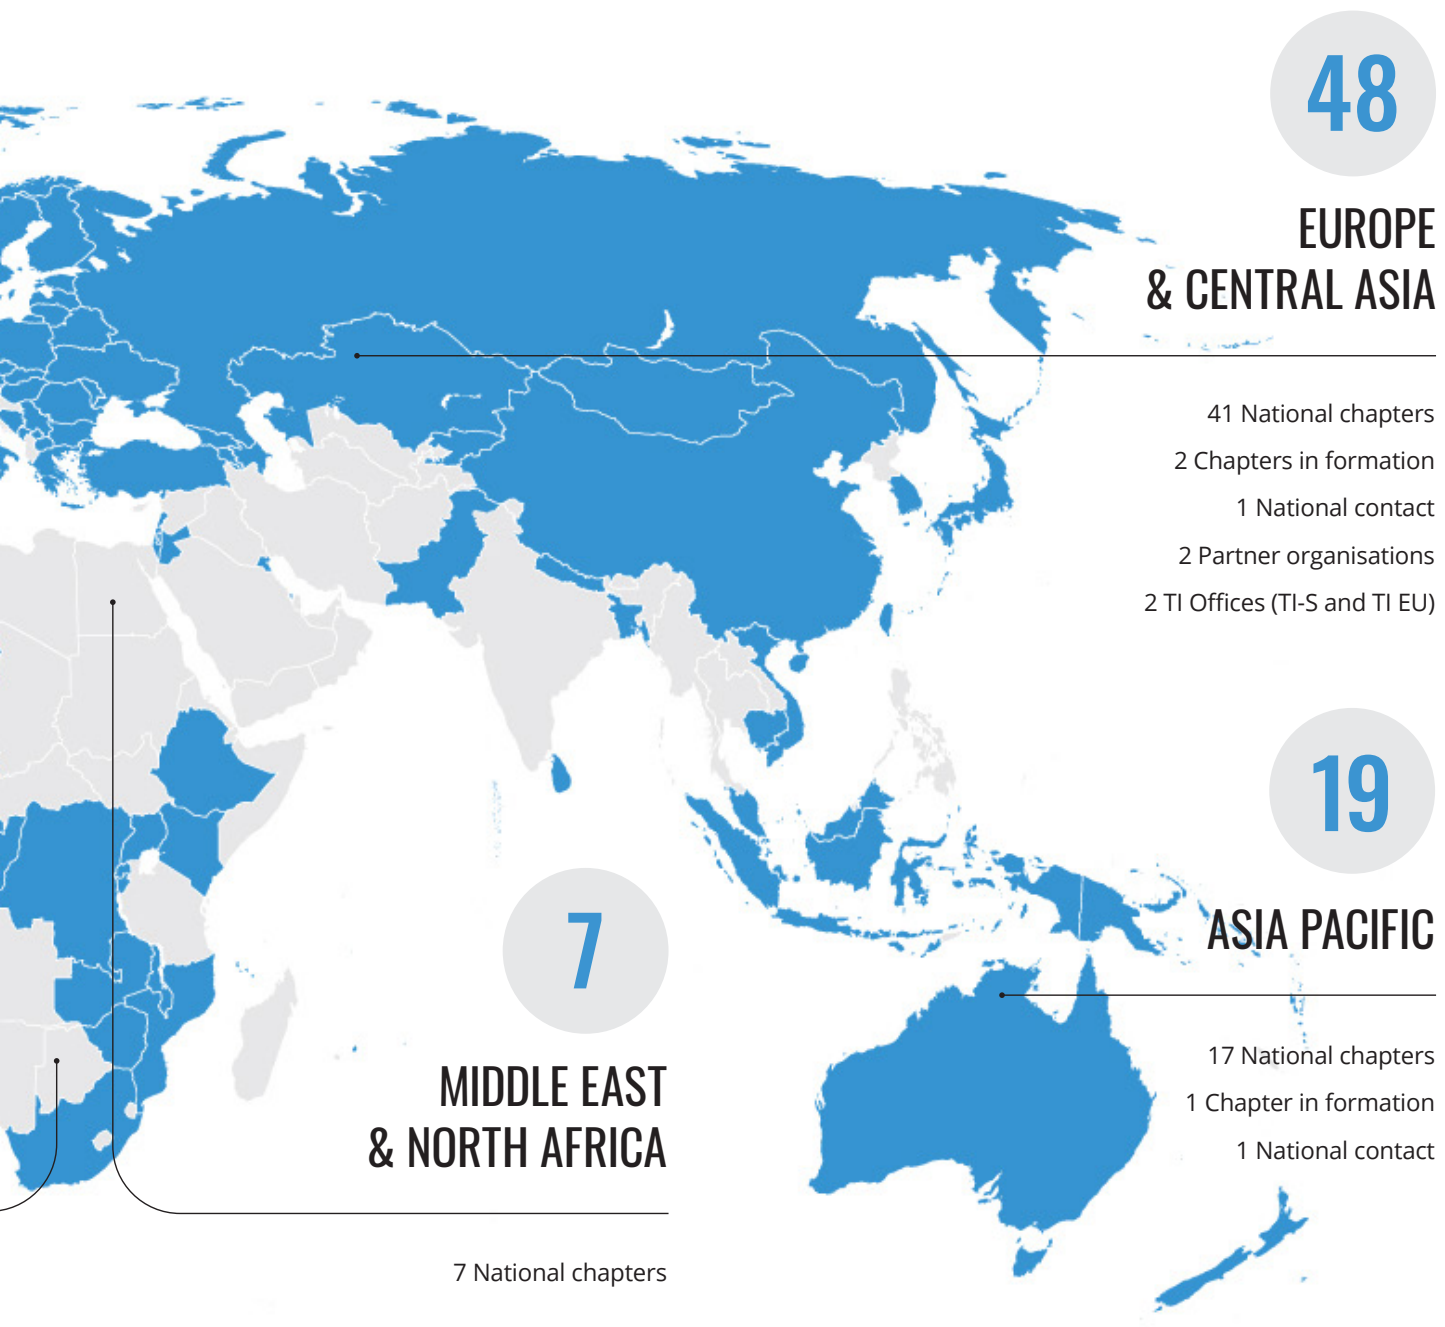 48
EUROPE
& CENTRAL ASIA
41 National chapters
2 Chapters in formation
1 National contact
2 Partner organisations
2 TI Offices (TI-S and TI EU)
19
ASIA PACIFIC
17 National chapters
1 Chapter in formation
1 National contact
7
MIDDLE EAST
& NORTH AFRICA
7 National chapters